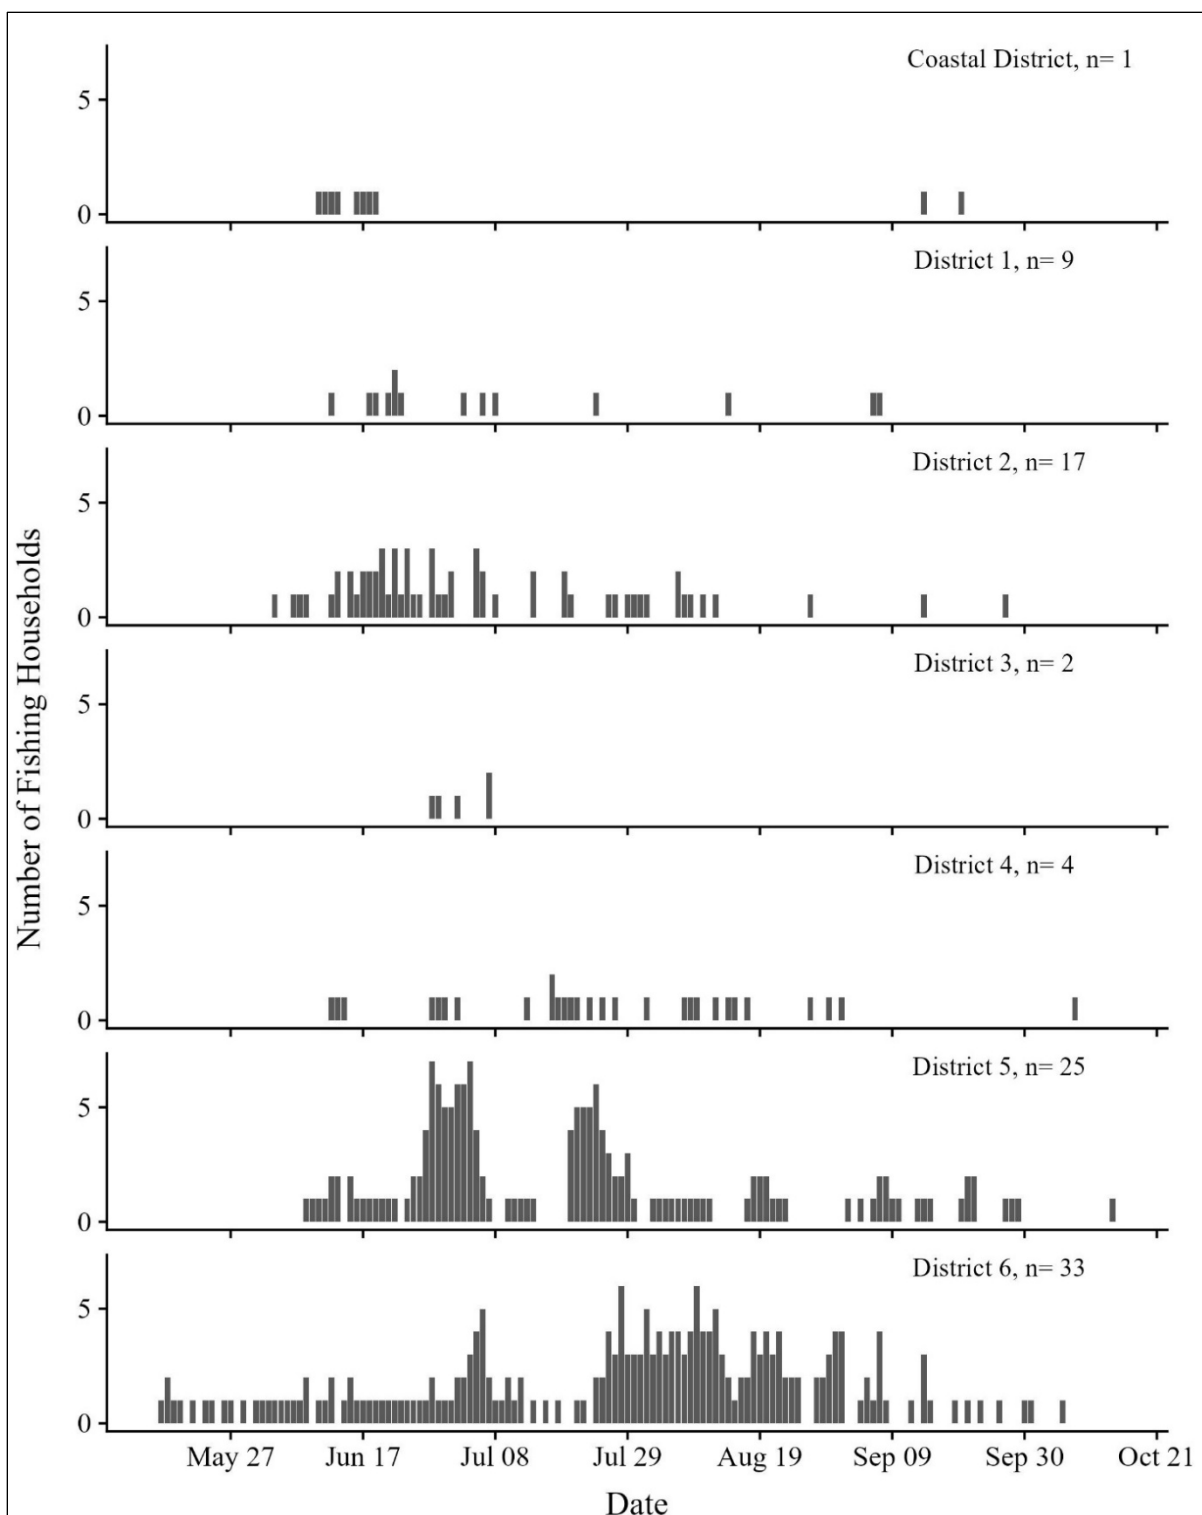 Coastal District, n= 1
5
0
District 1, n= 9
5
0
District 2, n= 17
5
0
District 3, n= 2
5
0
District 4, n= 4
5
0
District 5, n= 25
5
0
District 6, n= 33
5
0
Number of Fishing Households
May 27 Jun 17 Jul 08 Jul 29 Aug 19 Sep 09 Sep 30 Oct 21
Date